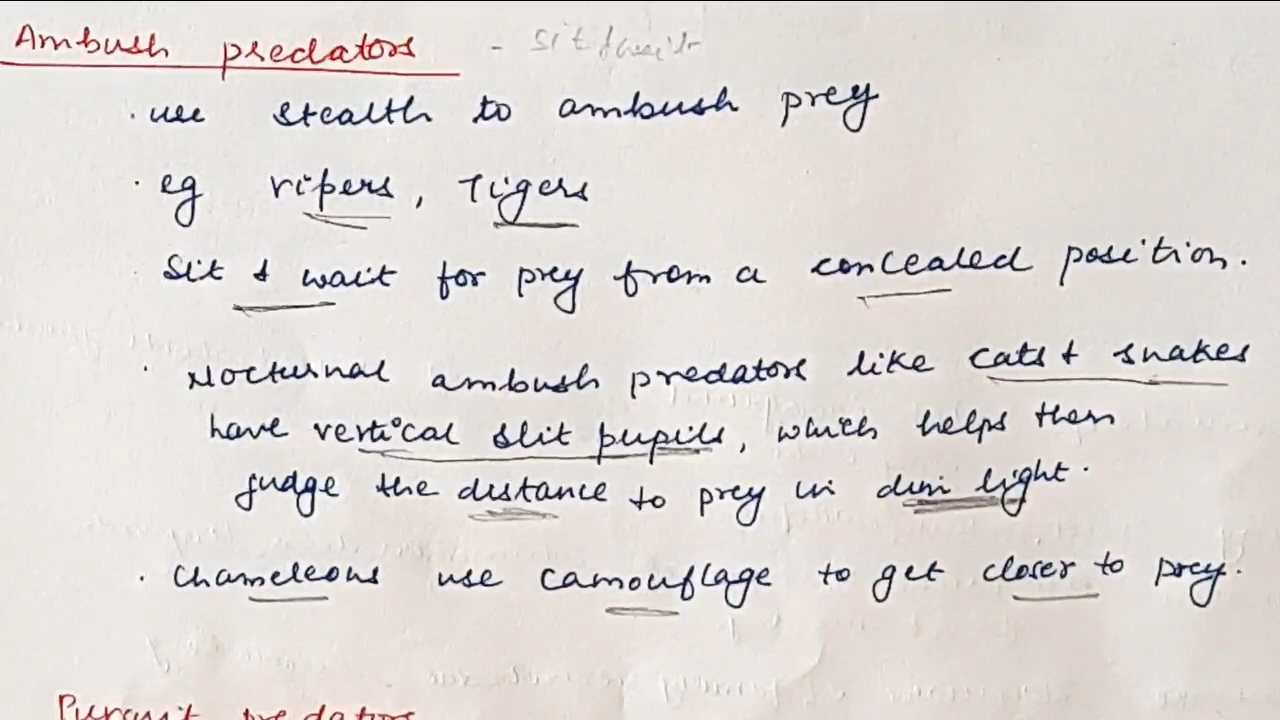 Ambush predators - sit & wait
· use stealth to ambush prey
· eg vipers, Tigers
Sit & wait for prey from a concealed position.
· Nocturnal ambush predators like cats & snakes
have vertical slit pupils, which helps them
judge the distance to prey in dim light.
· Chameleons use camouflage to get closer to prey.
Pursuit predators